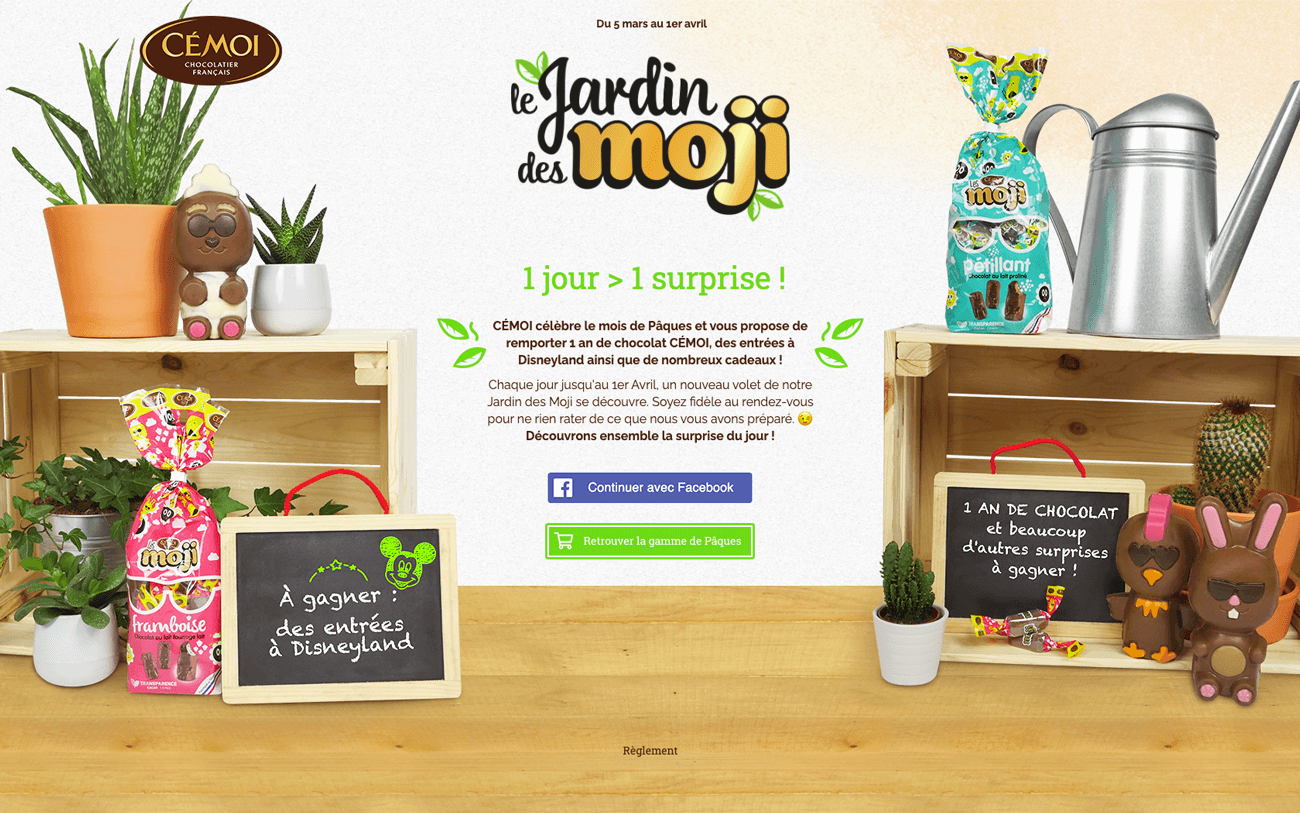 CÉMOI
CHOCOLATIER
FRANÇAIS
Du 5 mars au 1er avril
le Jardin
des moji
1 jour > 1 surprise !
CÉMOI célèbre le mois de Pâques et vous propose de
remporter 1 an de chocolat CÉMOI, des entrées à
Disneyland ainsi que de nombreux cadeaux !
Chaque jour jusqu'au 1er Avril, un nouveau volet de notre
Jardin des Moji se découvre. Soyez fidèle au rendez-vous
pour ne rien rater de ce que nous vous avons préparé. 😉
Découvrons ensemble la surprise du jour !
Continuer avec Facebook
Retrouver la gamme de Pâques
les
moji
pétillant
Chocolat au lait praliné
TRANSPARENCE
les
moji
framboise
Chocolat au lait fourrage lait
TRANSPARENCE
CACAO
À gagner :
des entrées
à Disneyland
1 AN DE CHOCOLAT
et beaucoup
d'autres surprises
à gagner !
Règlement